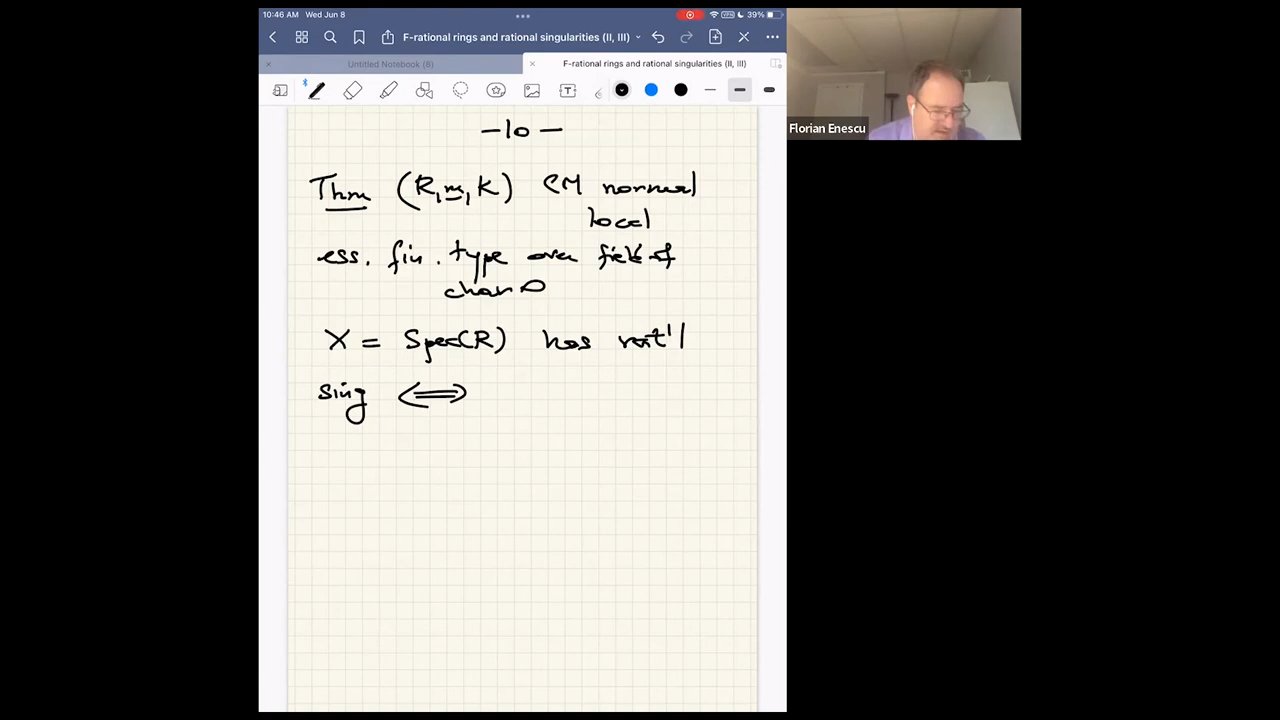 10:46 AM Wed Jun 8
VPN 39%
F-rational rings and rational singularities (II, III)
Untitled Notebook (8)
F-rational rings and rational singularities (II, III)
Florian Enescu
— 10 —
Thm (R, m, K) CM normal
local
ess. fin. type over field of
char 0
X = Spec(R) has rat'l
sing ⟺